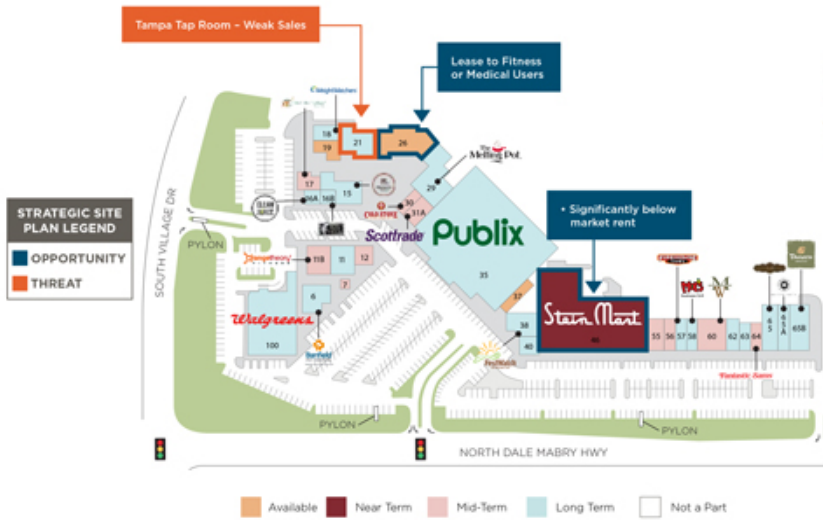 Tampa Tap Room – Weak Sales
Lease to Fitness
or Medical Users
18
19
21
26
The
Melting Pot
29
17
15
16B
30
31A
Scottrade
Publix
35
• Significantly below
market rent
STRATEGIC SITE
PLAN LEGEND
OPPORTUNITY
THREAT
SOUTH VILLAGE DR
PYLON
11B
11
12
7
6
Walgreens
100
37
38
40
Stein Mart
55
56
57
58
60
62
63
64
65
65A
65B
Fantastic Sams
PYLON
PYLON
NORTH DALE MABRY HWY
Available
Near Term
Mid-Term
Long Term
Not a Part